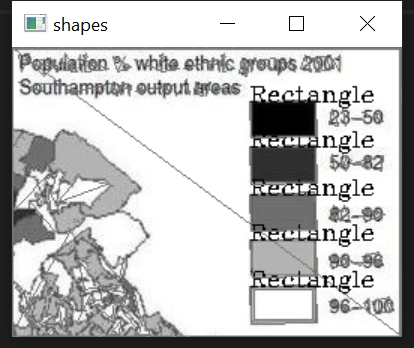 shapes
Population % white ethnic groups 2001
Southampton output areas
Rectangle
23-50
Rectangle
50-82
Rectangle
82-90
Rectangle
90-96
Rectangle
96-100